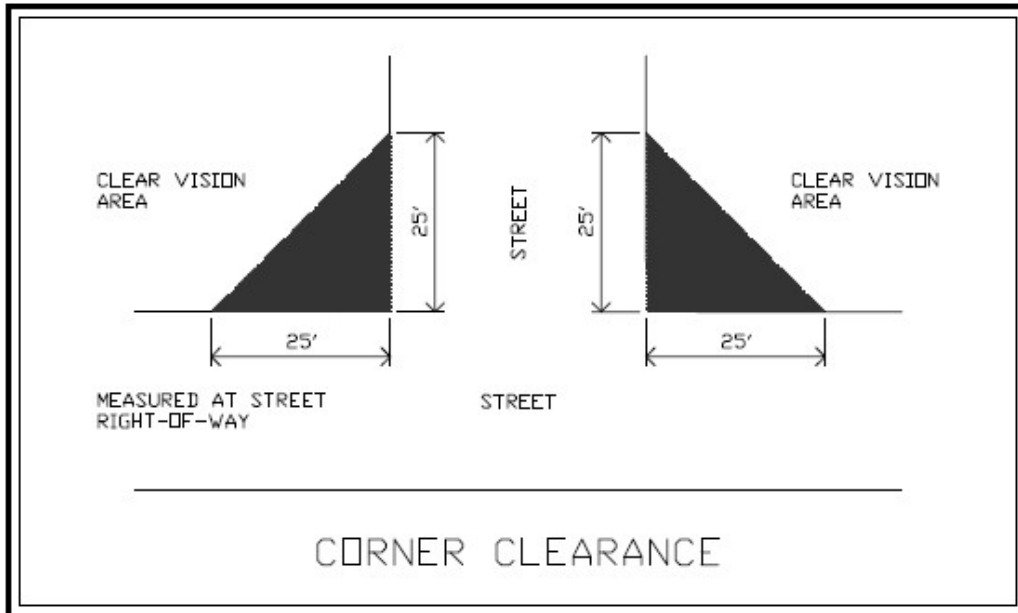 CLEAR VISION
AREA
25'
STREET
25'
CLEAR VISION
AREA
25'
25'
MEASURED AT STREET
RIGHT-OF-WAY
STREET
CORNER CLEARANCE